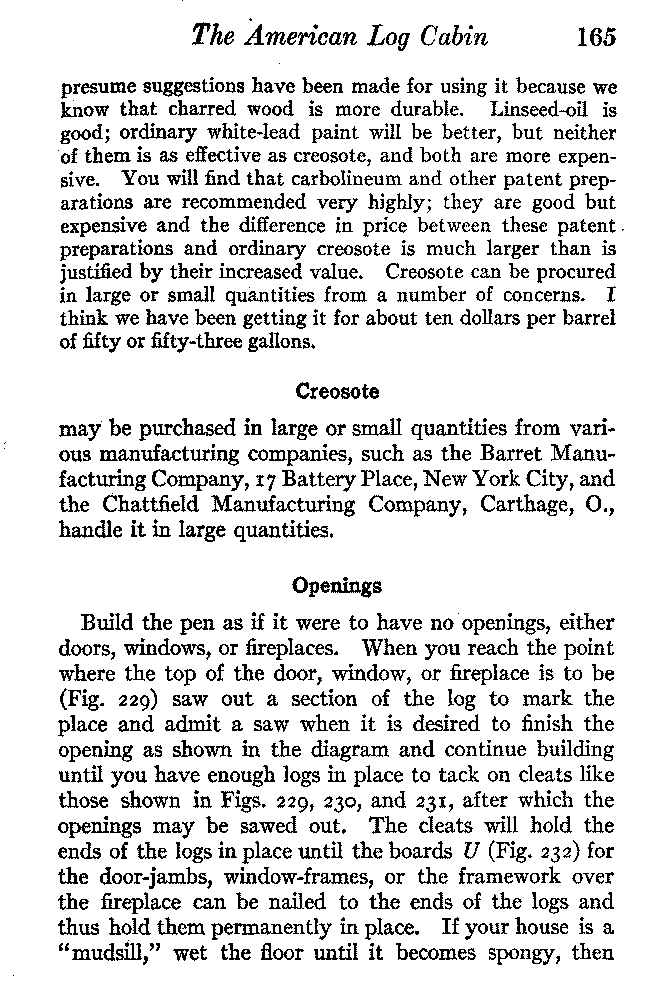 The American Log Cabin 165
presume suggestions have been made for using it because we
know that charred wood is more durable. Linseed-oil is
good; ordinary white-lead paint will be better, but neither
of them is as effective as creosote, and both are more expen-
sive. You will find that carbolineum and other patent prep-
arations are recommended very highly; they are good but
expensive and the difference in price between these patent
preparations and ordinary creosote is much larger than is
justified by their increased value. Creosote can be procured
in large or small quantities from a number of concerns. I
think we have been getting it for about ten dollars per barrel
of fifty or fifty-three gallons.
Creosote
may be purchased in large or small quantities from vari-
ous manufacturing companies, such as the Barret Manu-
facturing Company, 17 Battery Place, New York City, and
the Chattfield Manufacturing Company, Carthage, O.,
handle it in large quantities.
Openings
Build the pen as if it were to have no openings, either
doors, windows, or fireplaces. When you reach the point
where the top of the door, window, or fireplace is to be
(Fig. 229) saw out a section of the log to mark the
place and admit a saw when it is desired to finish the
opening as shown in the diagram and continue building
until you have enough logs in place to tack on cleats like
those shown in Figs. 229, 230, and 231, after which the
openings may be sawed out. The cleats will hold the
ends of the logs in place until the boards U (Fig. 232) for
the door-jambs, window-frames, or the framework over
the fireplace can be nailed to the ends of the logs and
thus hold them permanently in place. If your house is a
"mudsill," wet the floor until it becomes spongy, then